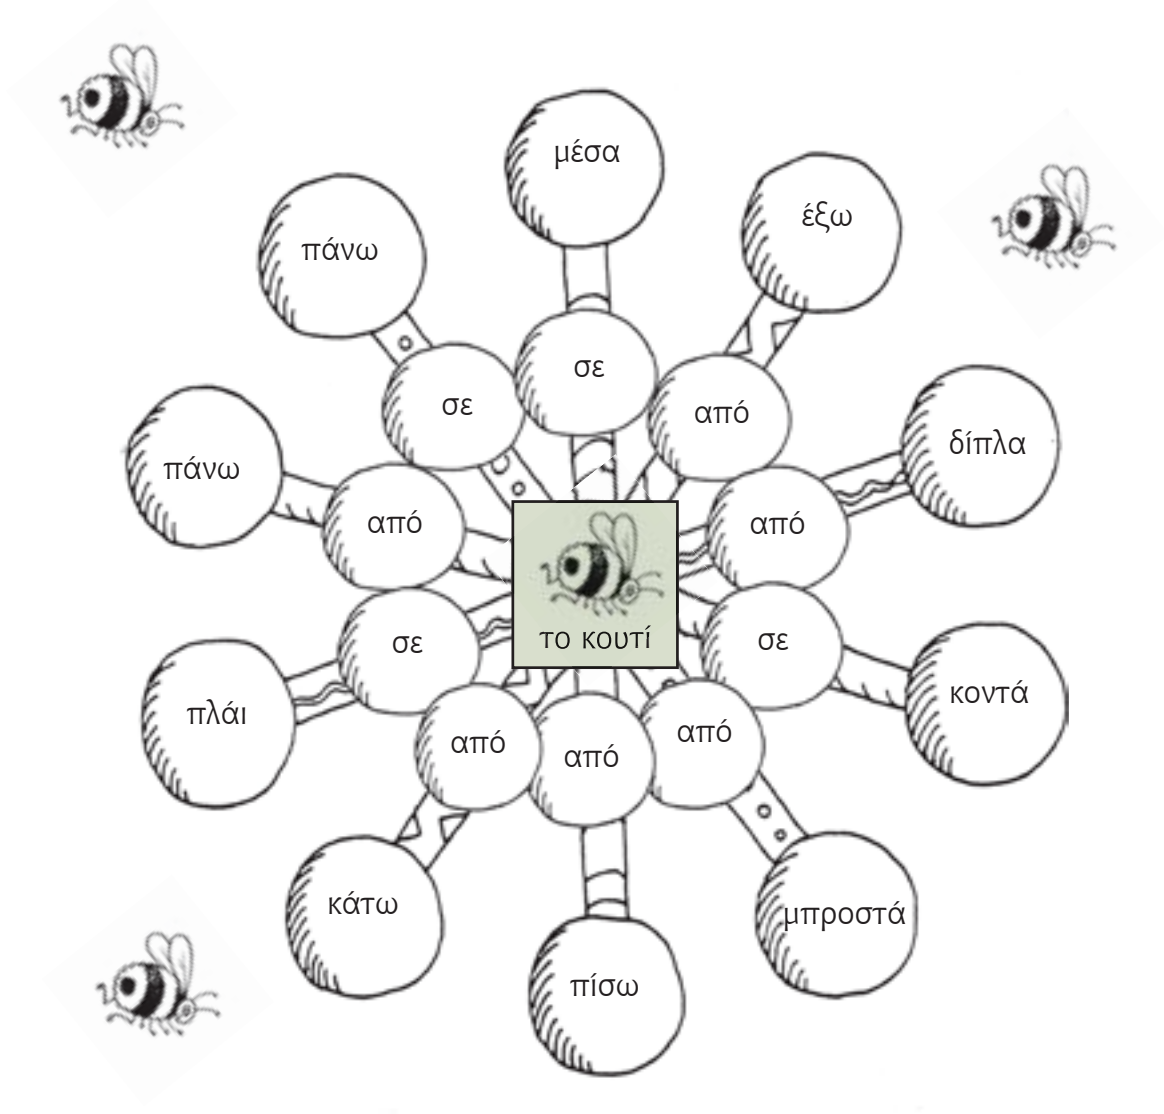 μέσα
σε
έξω
από
δίπλα
από
κοντά
σε
μπροστά
από
πίσω
από
κάτω
από
πλάι
σε
πάνω
από
πάνω
σε
το κουτί